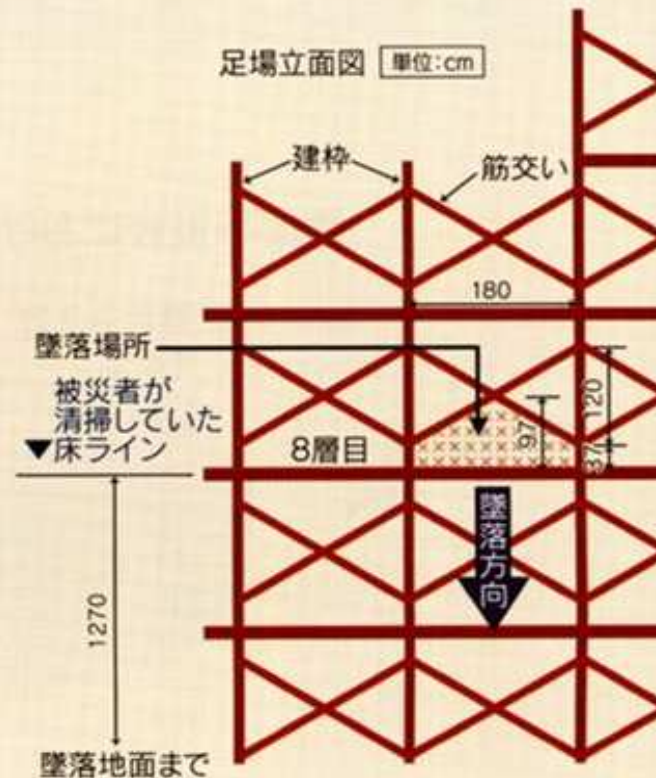 足場立面図 単位:cm
建枠
筋交い
180
墜落場所
被災者が
清掃していた
▼床ライン
8層目
97
120
37
墜落方向
1270
墜落地面まで